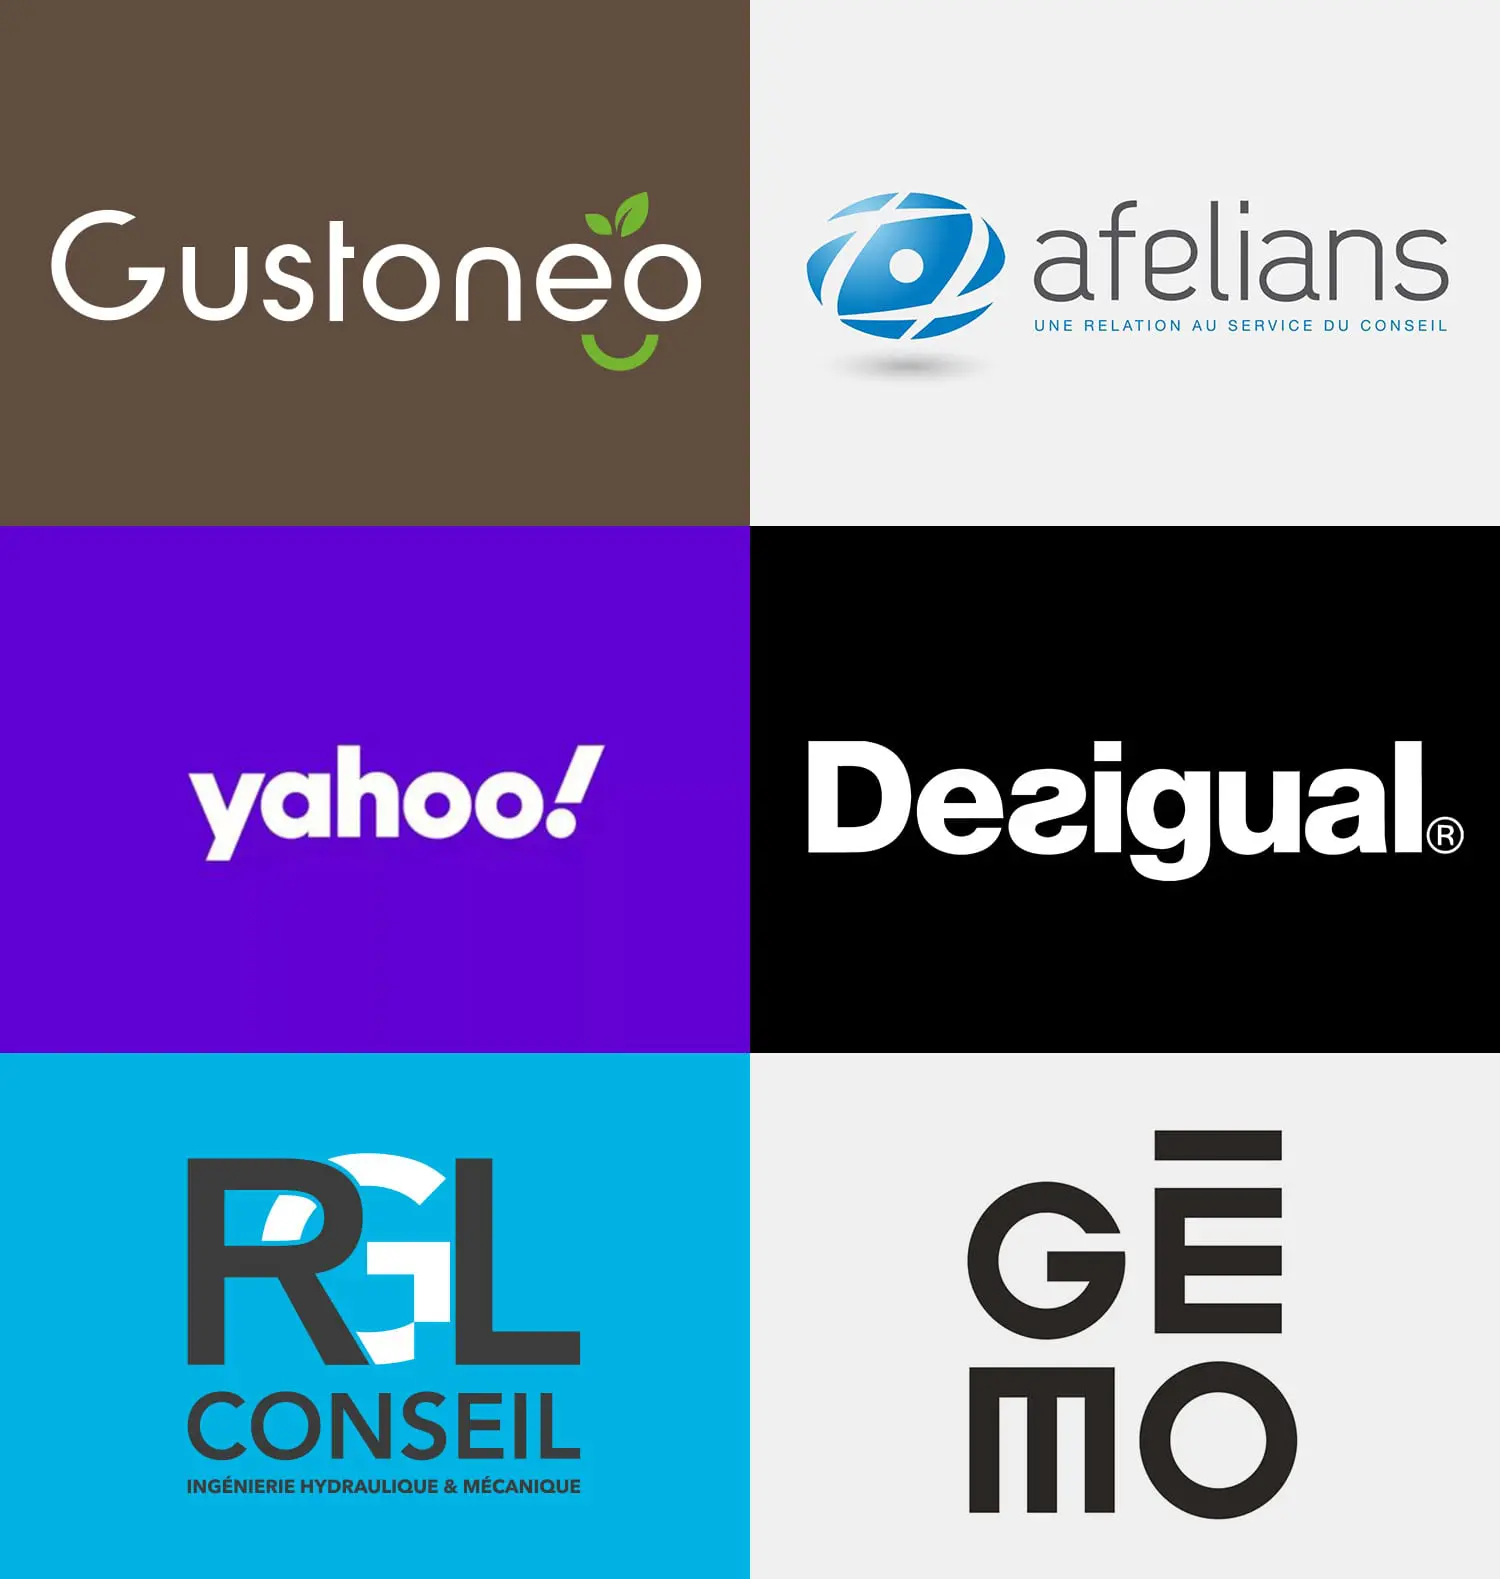 Gustoneo
afelians
UNE RELATION AU SERVICE DU CONSEIL
yahoo!
Desigual®
RGL
CONSEIL
INGÉNIERIE HYDRAULIQUE & MÉCANIQUE
GĒ
MO